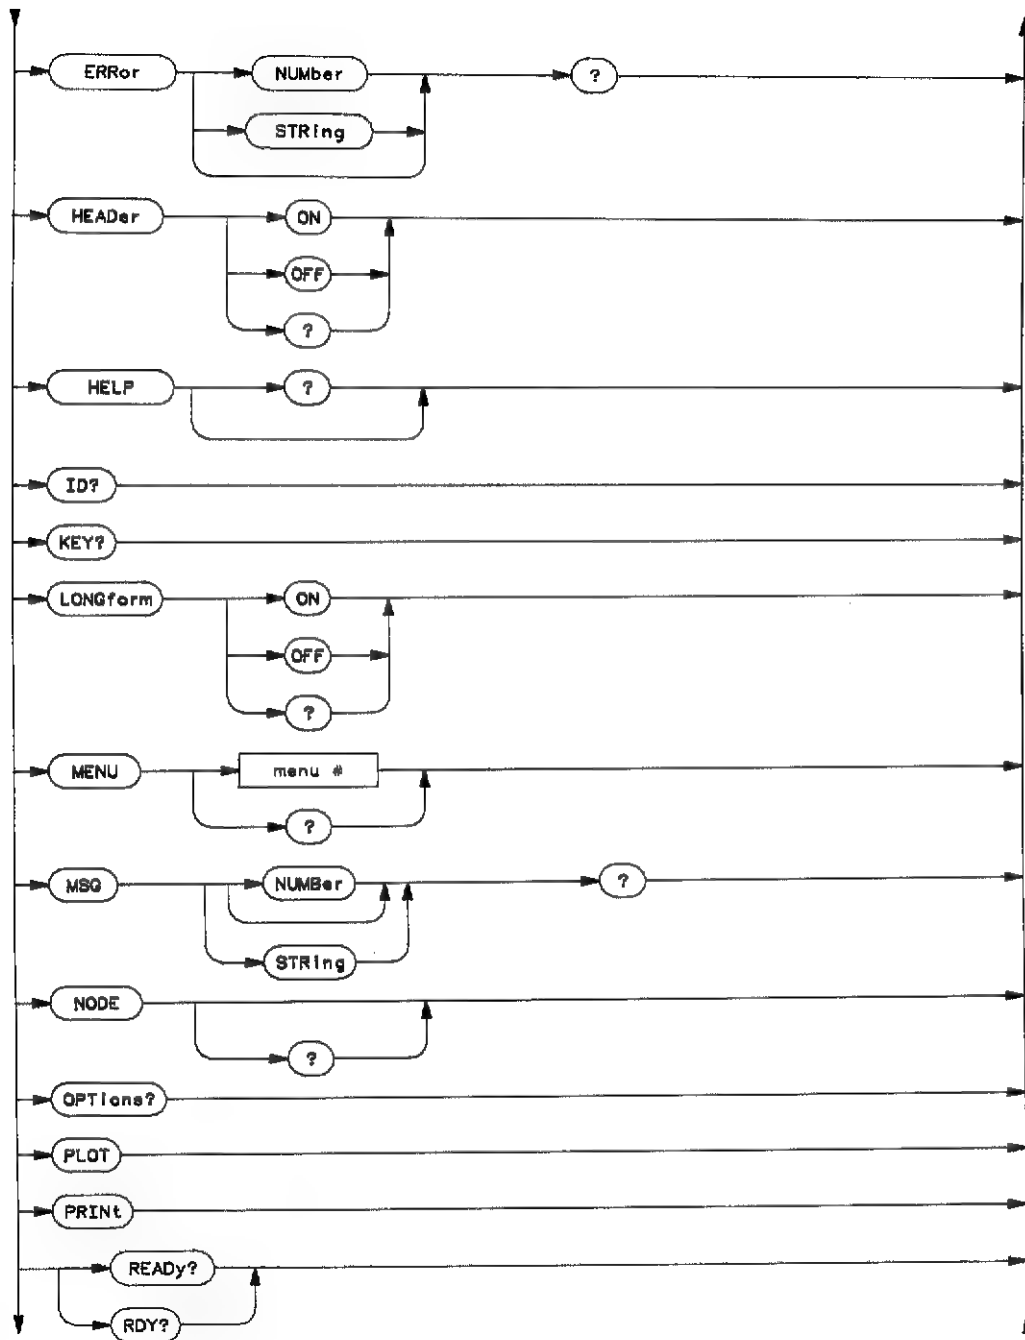 ERRor NUMber ?
STRing
HEADer ON
OFF
?
HELP ?
ID?
KEY?
LONGform ON
OFF
?
MENU menu #
?
MSG NUMBer ?
STRing
NODE
?
OPTions?
PLOT
PRINt
READy?
RDY?